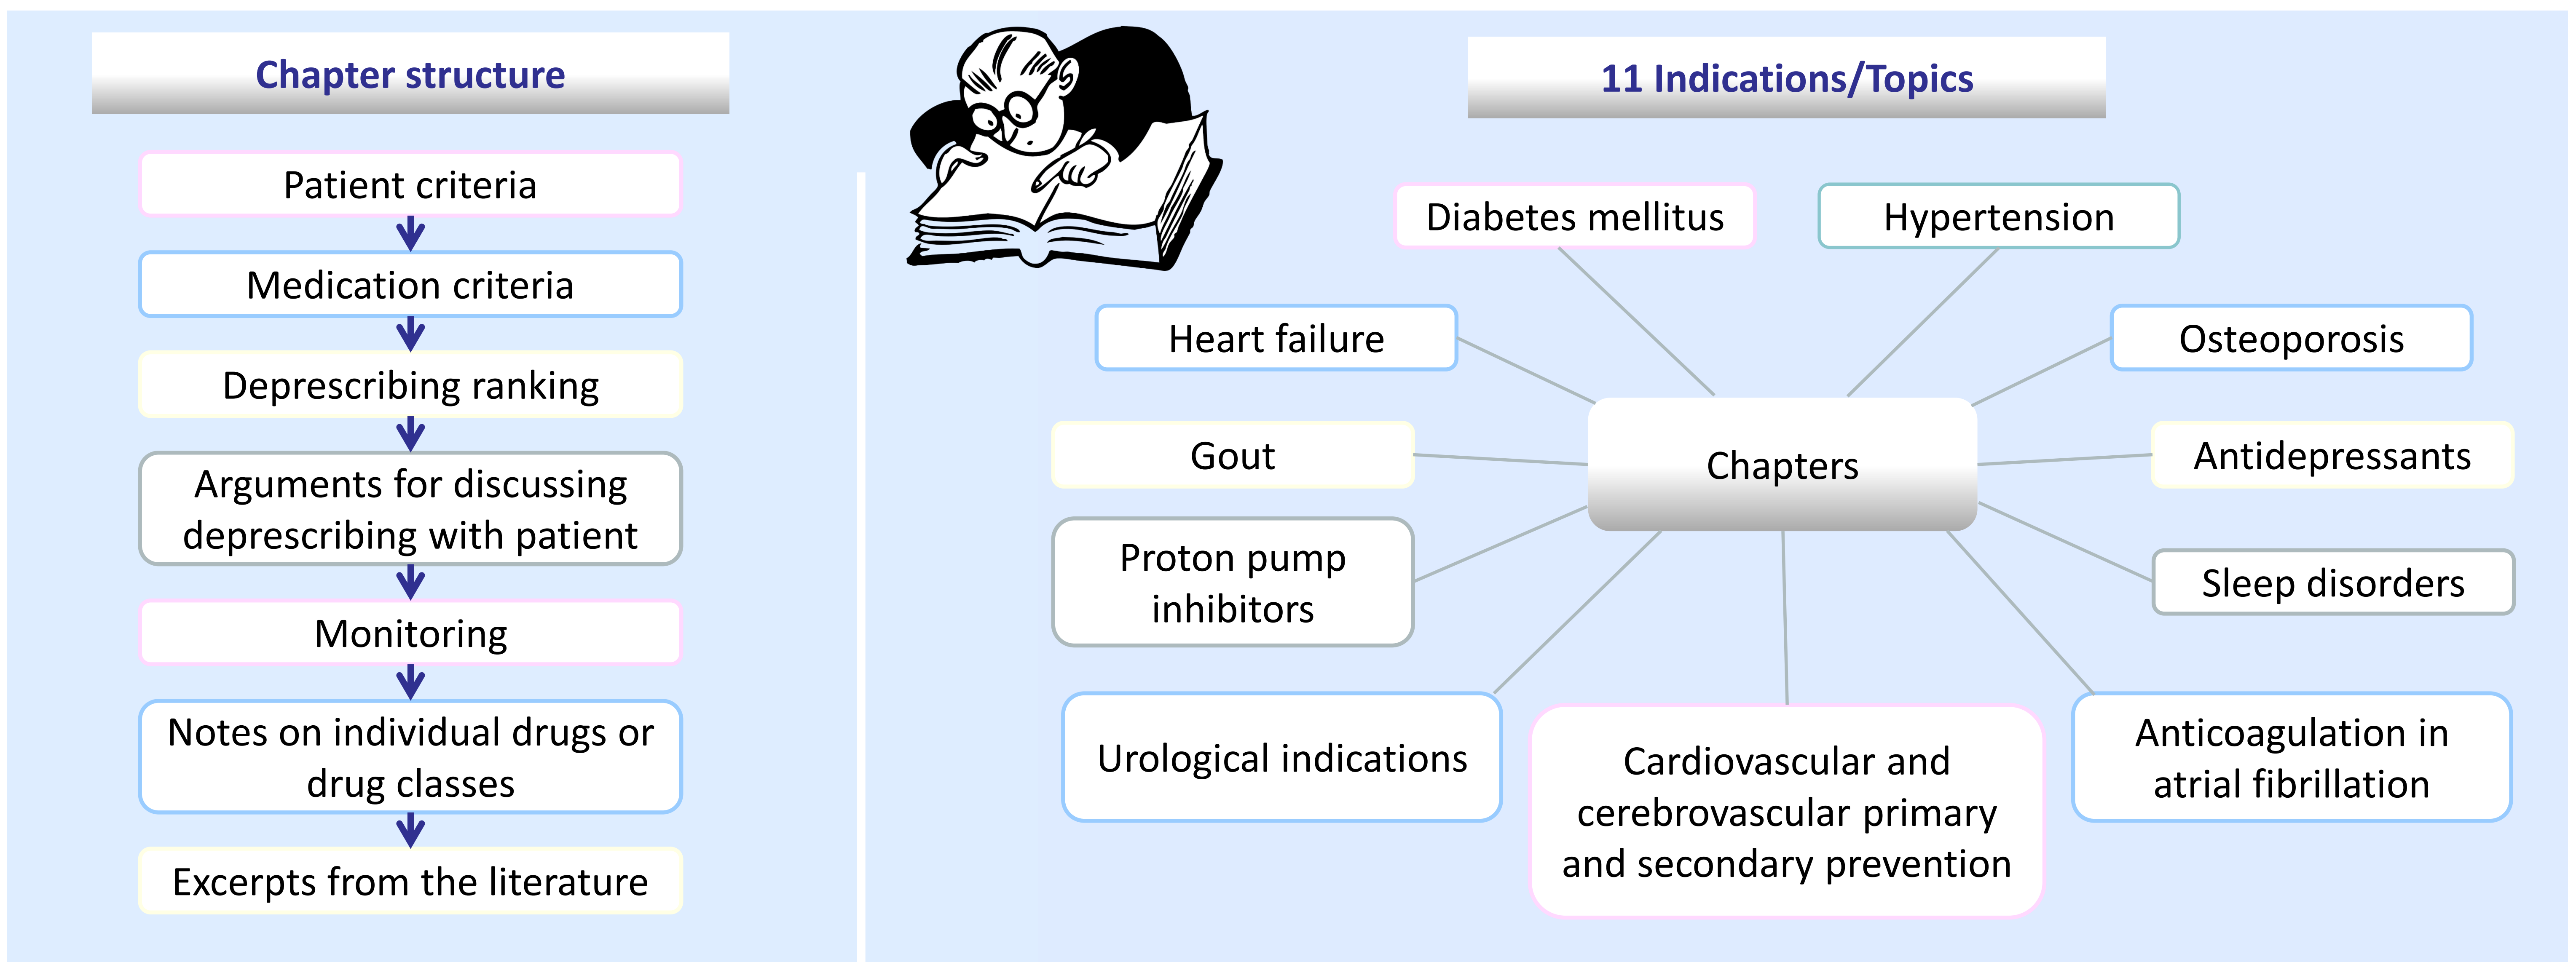 Chapter structure
Patient criteria
Medication criteria
Deprescribing ranking
Arguments for discussing
deprescribing with patient
Monitoring
Notes on individual drugs or
drug classes
Excerpts from the literature
11 Indications/Topics
Diabetes mellitus
Hypertension
Heart failure
Osteoporosis
Gout
Chapters
Antidepressants
Proton pump
inhibitors
Sleep disorders
Urological indications
Cardiovascular and
cerebrovascular primary
and secondary prevention
Anticoagulation in
atrial fibrillation